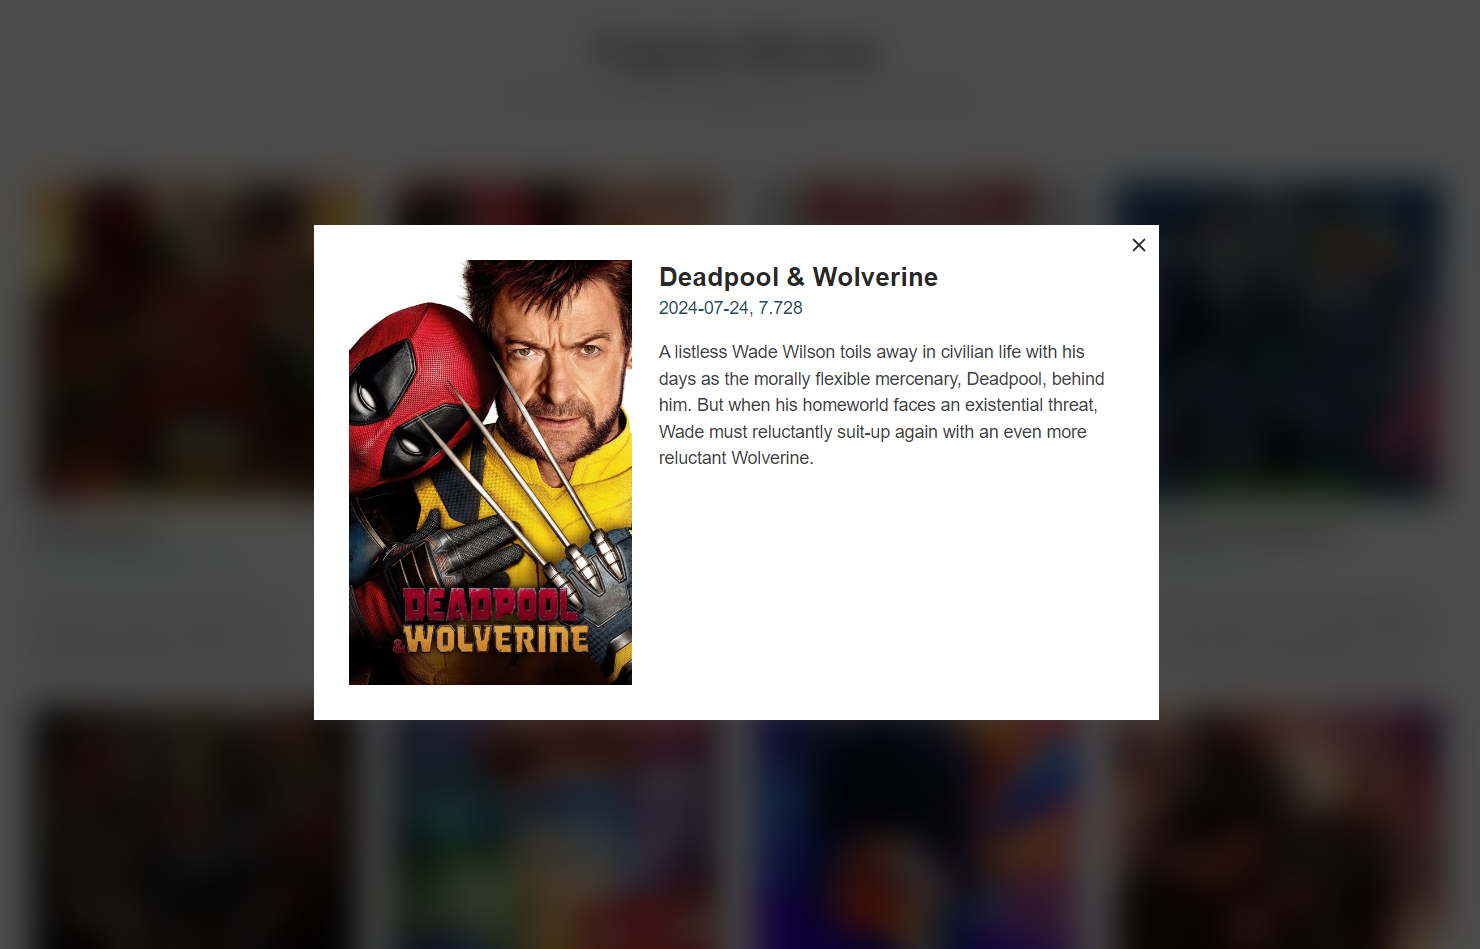 Deadpool & Wolverine
2024-07-24, 7.728
A listless Wade Wilson toils away in civilian life with his
days as the morally flexible mercenary, Deadpool, behind
him. But when his homeworld faces an existential threat,
Wade must reluctantly suit-up again with an even more
reluctant Wolverine.
DEADPOOL
&WOLVERINE